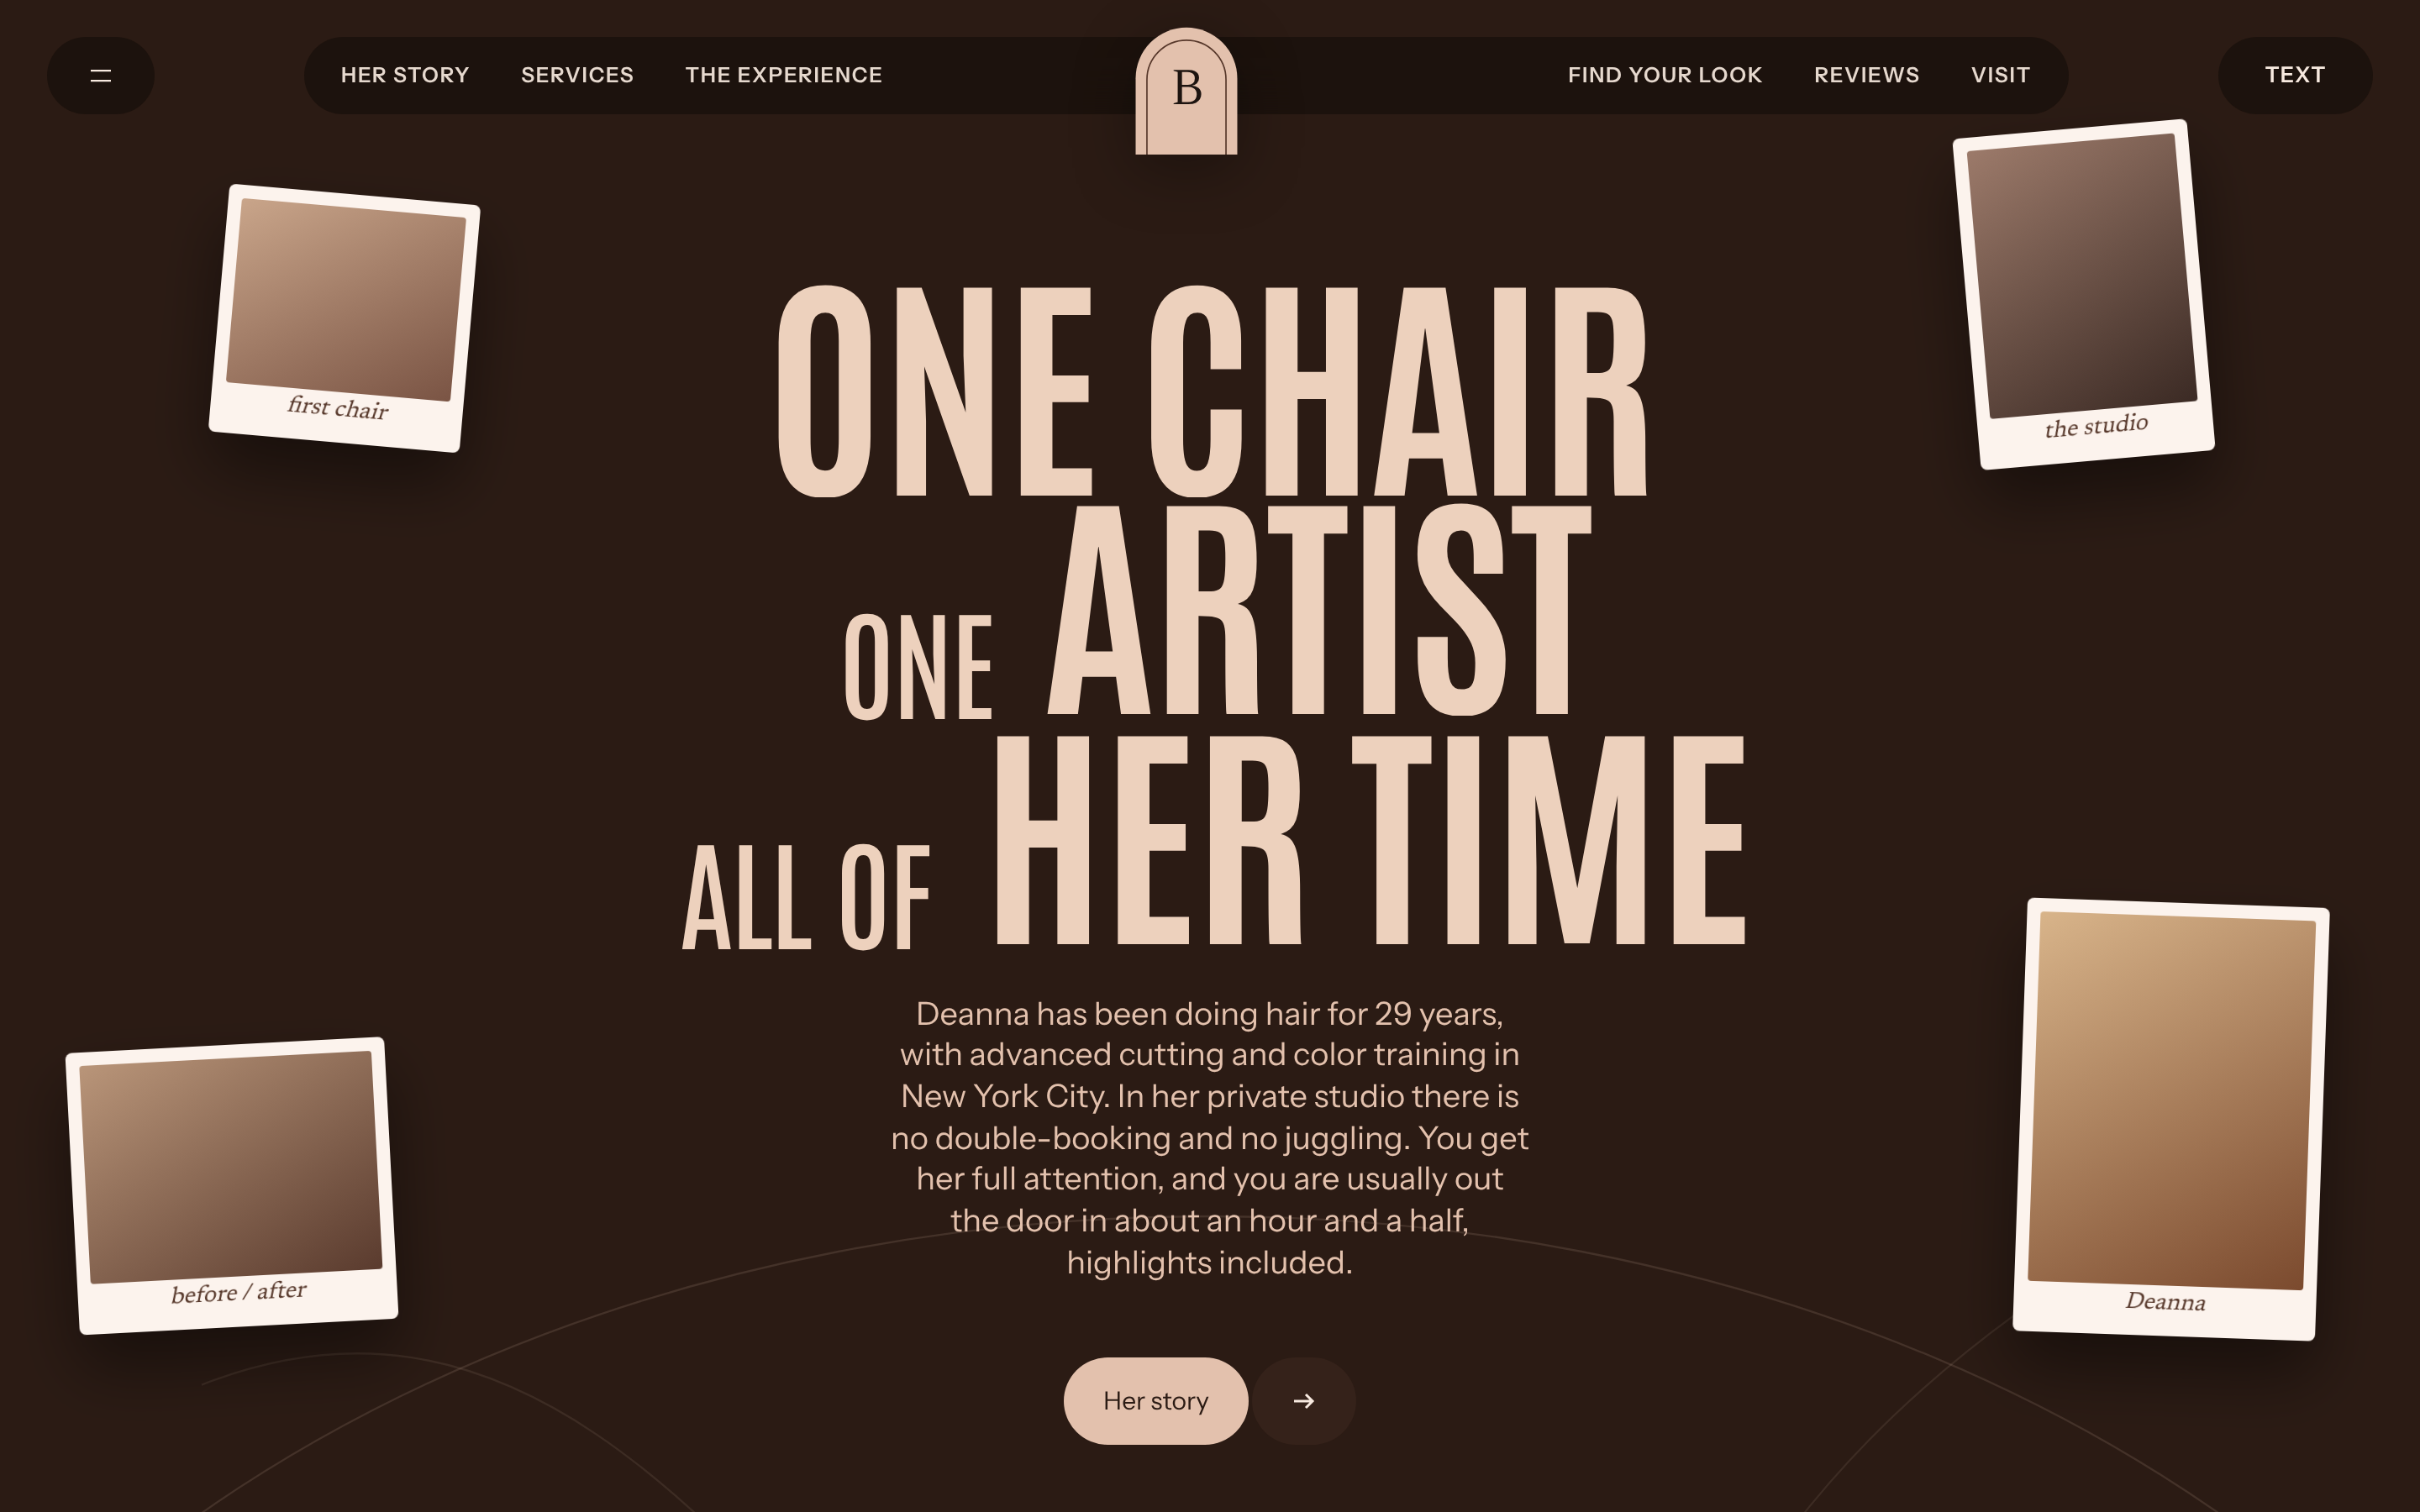 HER STORY SERVICES THE EXPERIENCE
B
FIND YOUR LOOK REVIEWS VISIT
TEXT
first chair
the studio
ONE CHAIR
ONE ARTIST
ALL OF HER TIME
Deanna has been doing hair for 29 years,
with advanced cutting and color training in
New York City. In her private studio there is
no double-booking and no juggling. You get
her full attention, and you are usually out
the door in about an hour and a half,
highlights included.
before / after
Deanna
Her story